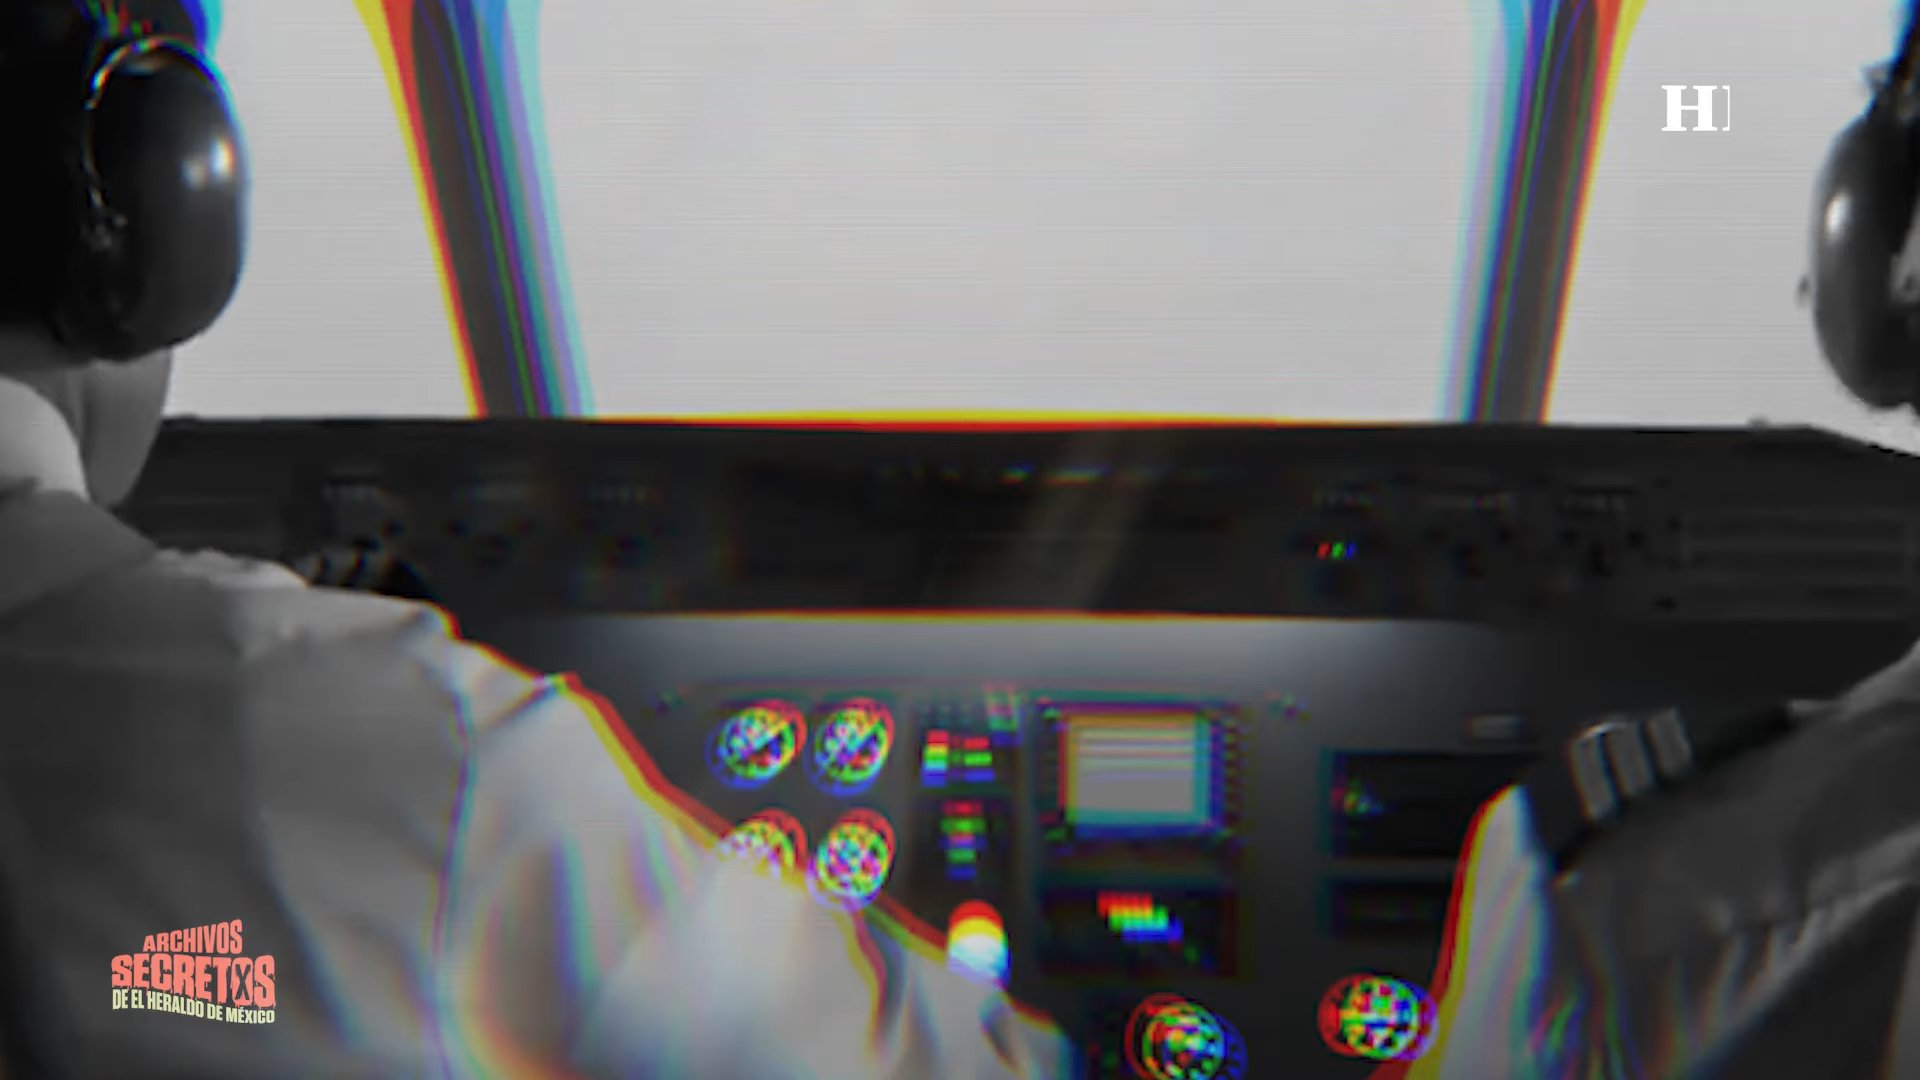 H
ARCHIVOS
SECRETOS
DE EL HERALDO DE MÉXICO